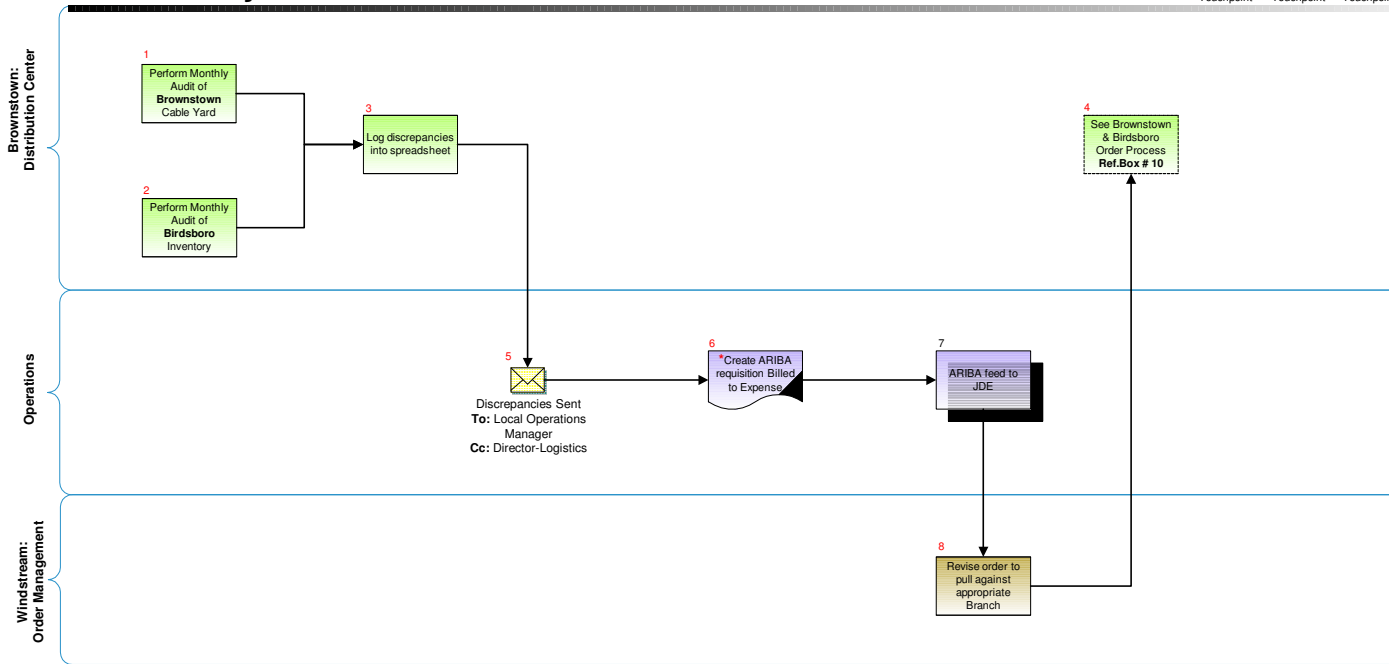 Touchpoint Touchpoint Touchpoint
Brownstown:
Distribution Center
1
Perform Monthly
Audit of
Brownstown
Cable Yard
2
Perform Monthly
Audit of
Birdsboro
Inventory
3
Log discrepancies
into spreadsheet
4
See Brownstown
& Birdsboro
Order Process
Ref.Box # 10
Operations
5
Discrepancies Sent
To: Local Operations
Manager
Cc: Director-Logistics
6
*Create ARIBA
requisition Billed
to Expense
7
ARIBA feed to
JDE
Windstream:
Order Management
8
Revise order to
pull against
appropriate
Branch